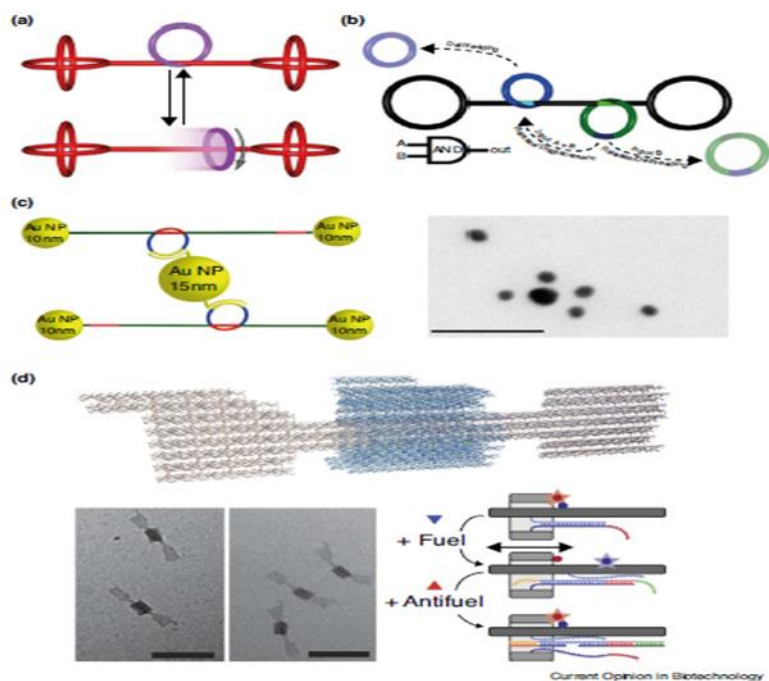 (a)
(b)
A
B
AND
out
(c)
Au NP
10nm
Au NP
10nm
Au NP
15nm
Au NP
10nm
Au NP
10nm
(d)
+ Fuel
+ Antifuel
Current Opinion in Biotechnology